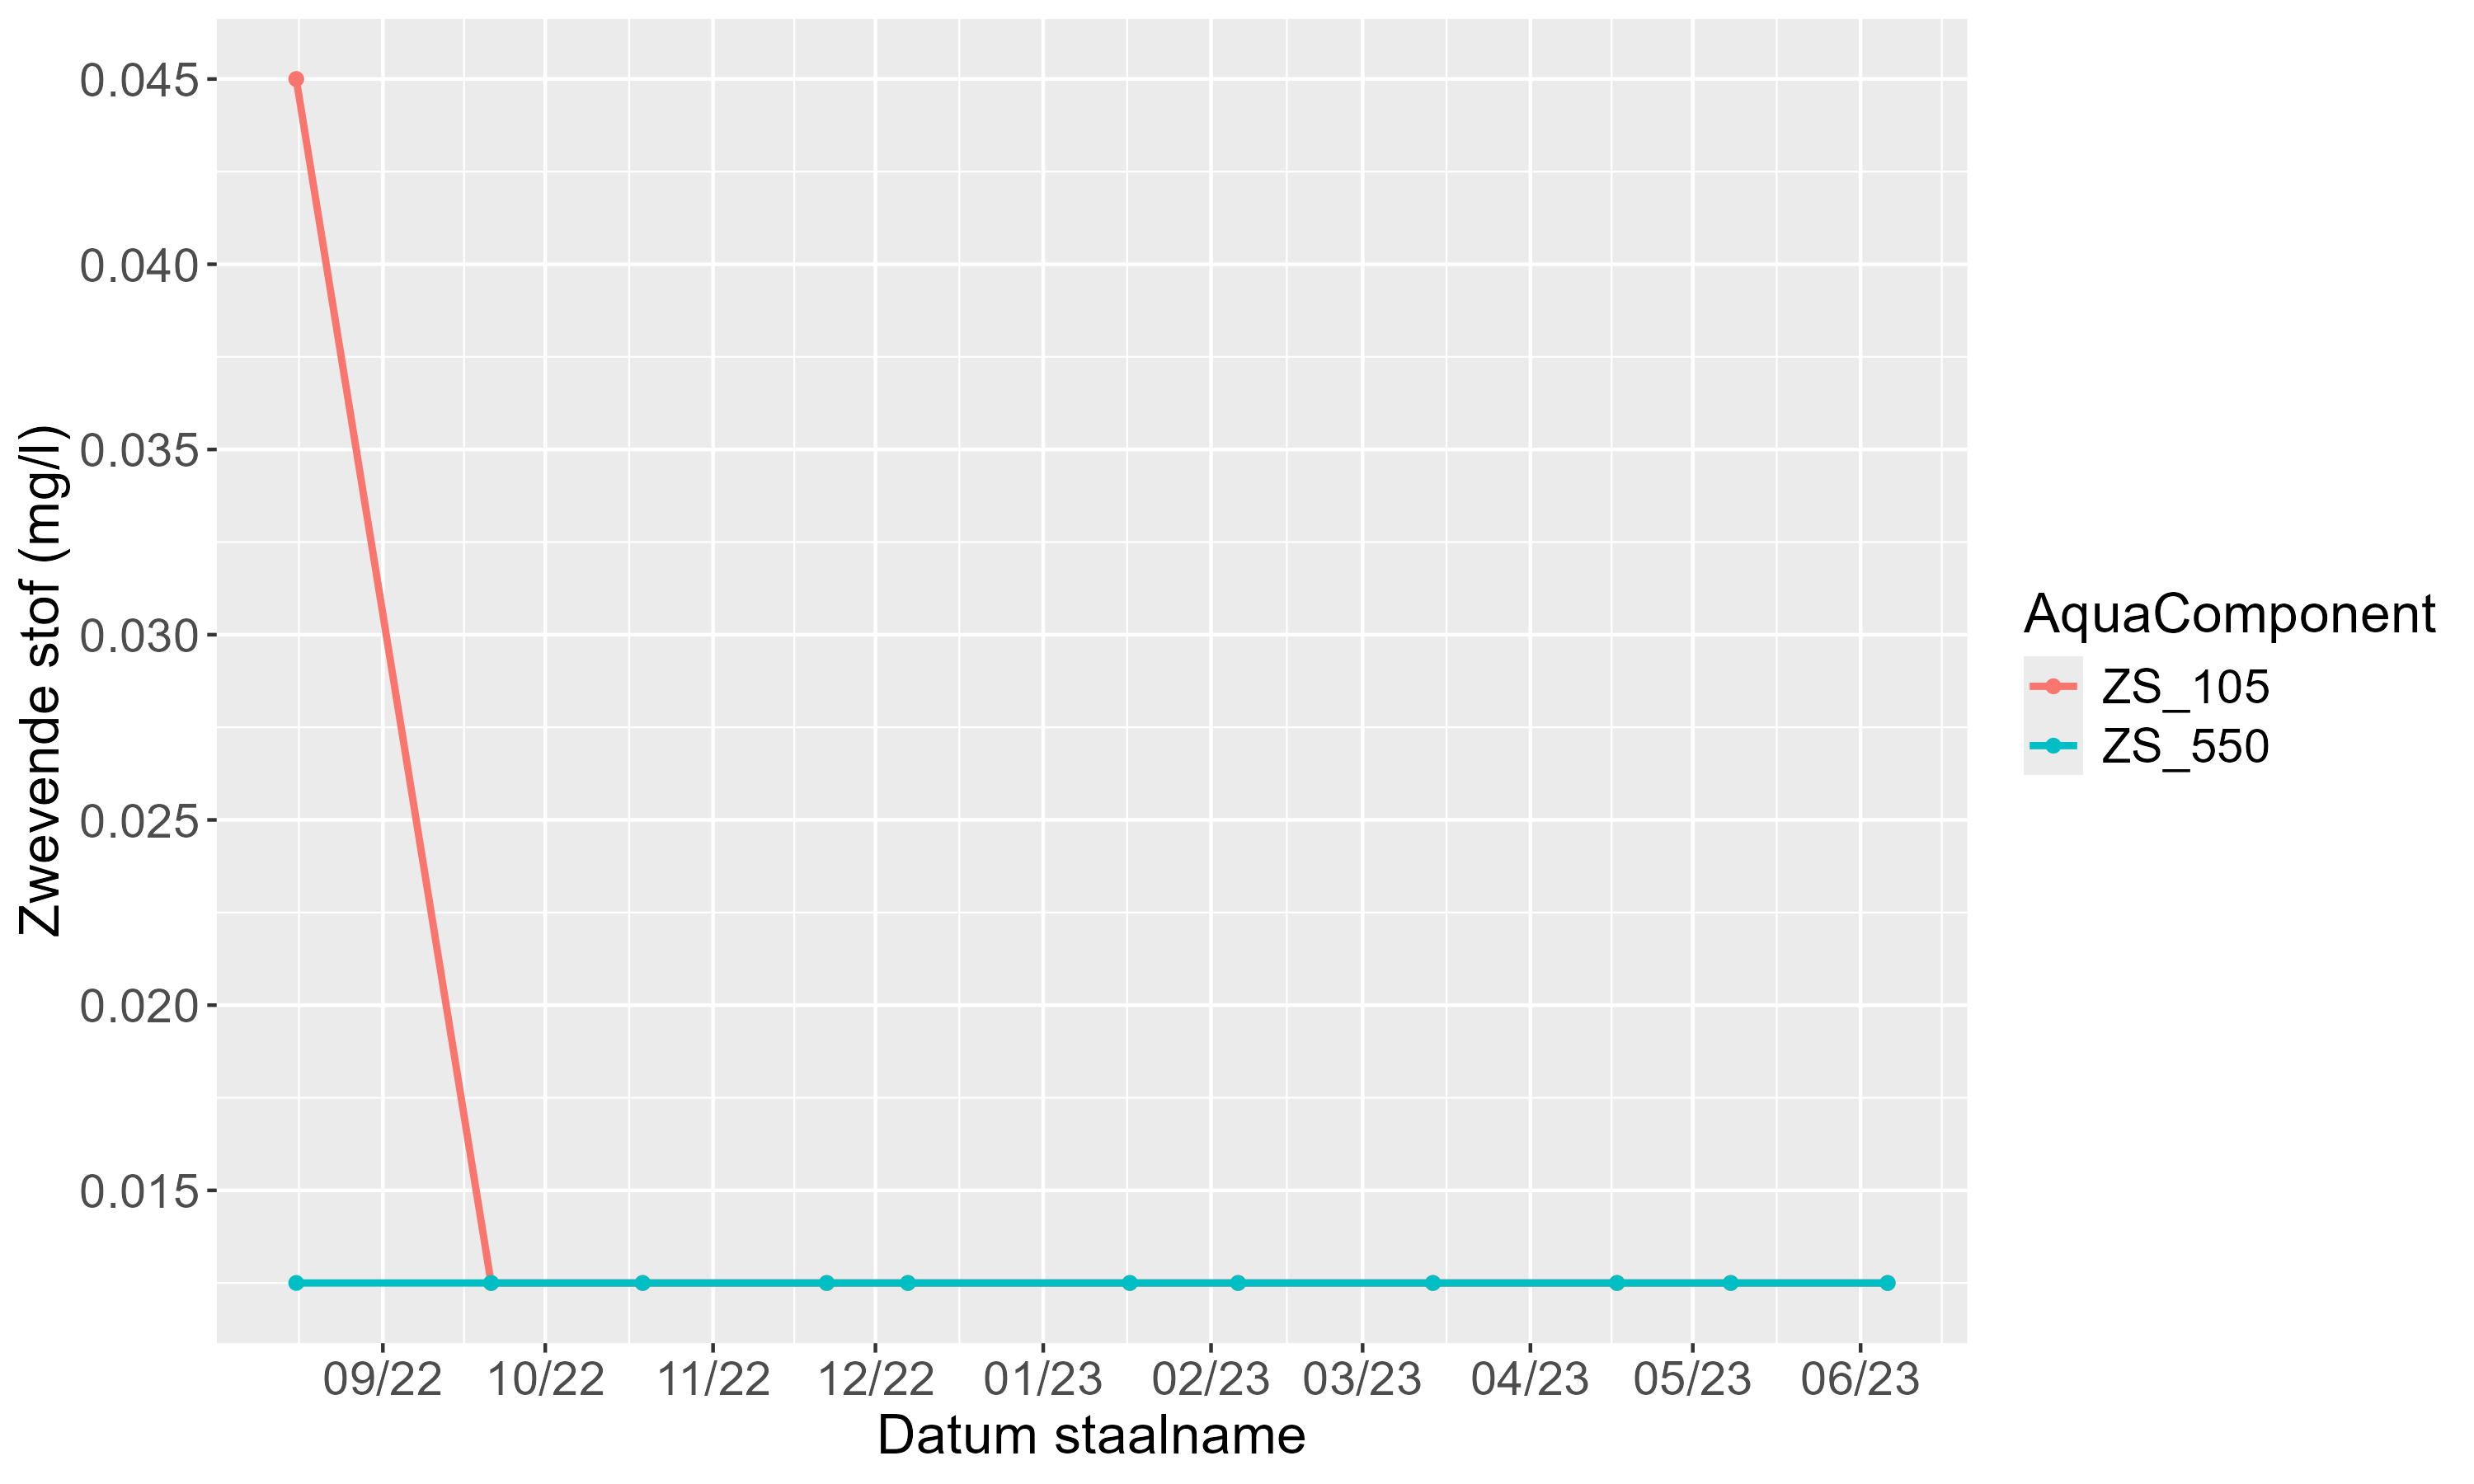 Zwevende stof (mg/l)
0.045
0.040
0.035
0.030
0.025
0.020
0.015
09/22 10/22 11/22 12/22 01/23 02/23 03/23 04/23 05/23 06/23
Datum staalname
AquaComponent
ZS_105
ZS_550